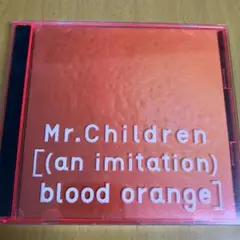 Mr.Children
[(an imitation)
blood orange]